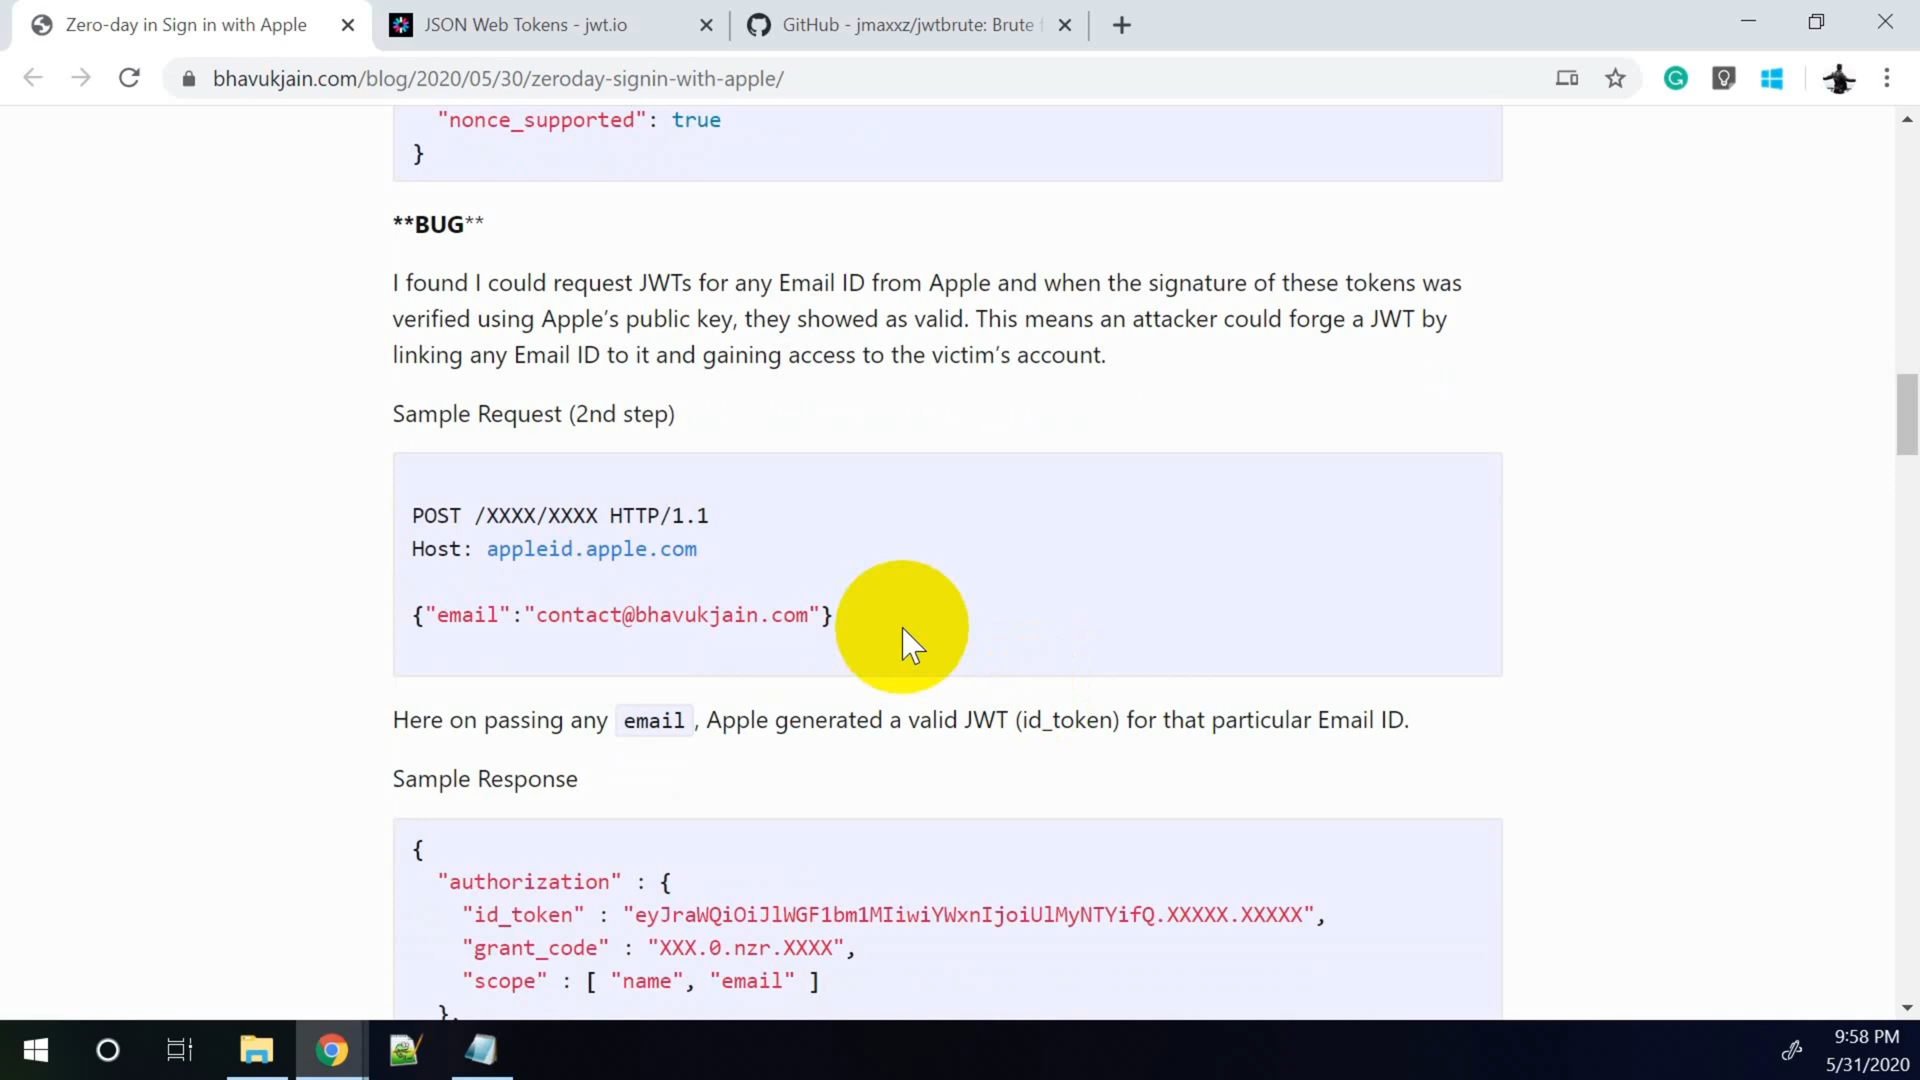 Zero-day in Sign in with Apple
JSON Web Tokens - jwt.io
GitHub - jmaxxz/jwtbrute: Brute
bhavukjain.com/blog/2020/05/30/zeroday-signin-with-apple/
"nonce_supported": true
}
**BUG**
I found I could request JWTs for any Email ID from Apple and when the signature of these tokens was
verified using Apple’s public key, they showed as valid. This means an attacker could forge a JWT by
linking any Email ID to it and gaining access to the victim’s account.
Sample Request (2nd step)
POST /XXXX/XXXX HTTP/1.1
Host: appleid.apple.com
{"email":"contact@bhavukjain.com"}
Here on passing any email, Apple generated a valid JWT (id_token) for that particular Email ID.
Sample Response
{
"authorization" : {
"id_token" : "eyJraWQiOiJlWGF1bm1MIiwiYWxnIjoiUlMyNTYifQ.XXXXX.XXXXX",
"grant_code" : "XXX.0.nzr.XXXX",
"scope" : [ "name", "email" ]
},
9:58 PM
5/31/2020